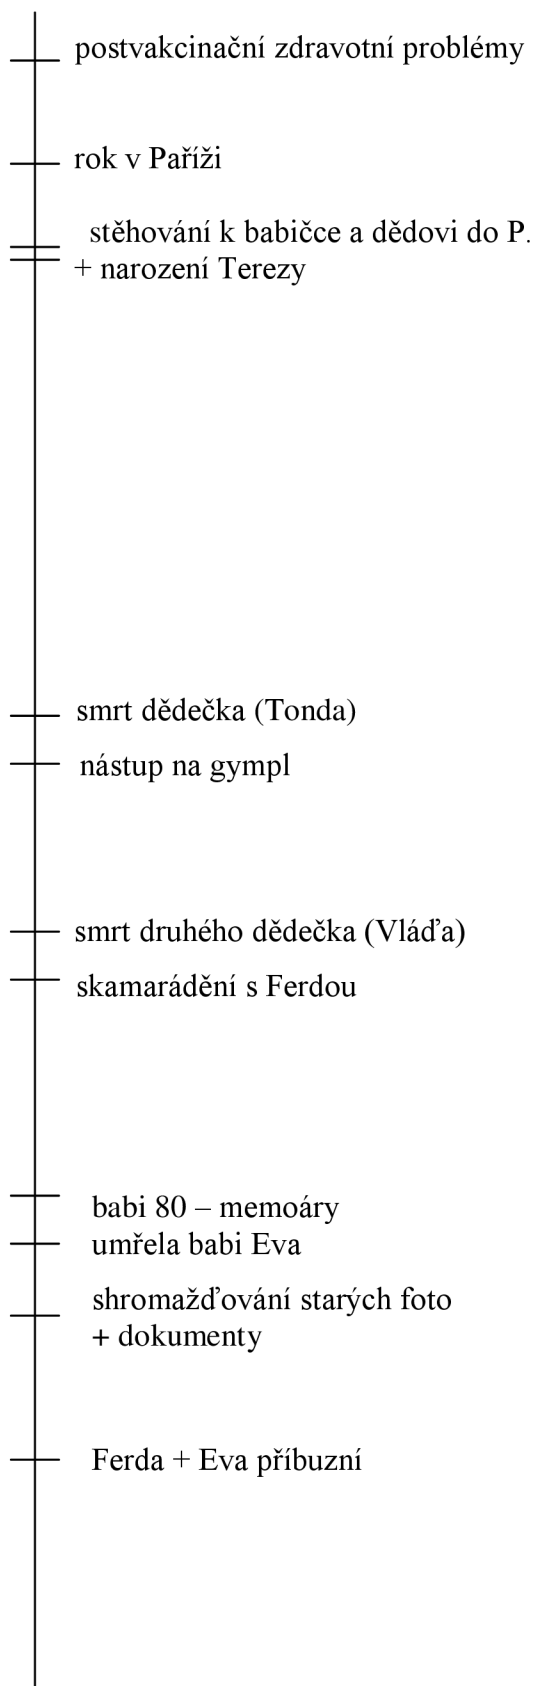 postvakcinační zdravotní problémy
rok v Paříži
stěhování k babičce a dědovi do P.
+ narození Terezy
smrt dědečka (Tonda)
nástup na gympl
smrt druhého dědečka (Vláďa)
skamarádění s Ferdou
babi 80 – memoáry
umřela babi Eva
shromažďování starých foto
+ dokumenty
Ferda + Eva příbuzní